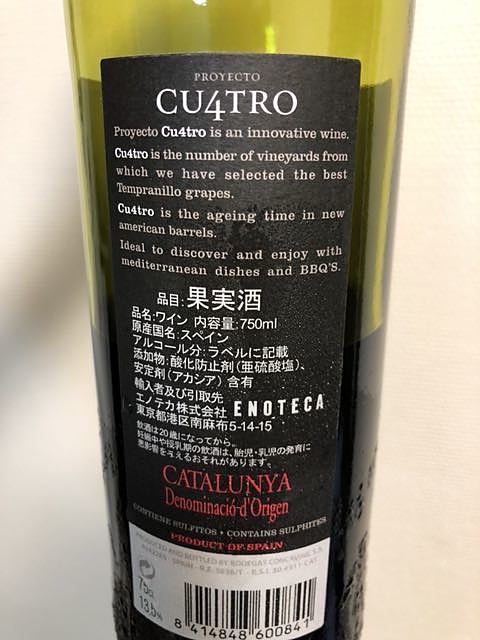 PROYECTO
CU4TRO
Proyecto Cu4tro is an innovative wine.
Cu4tro is the number of vineyards from
which we have selected the best
Tempranillo grapes.
Cu4tro is the ageing time in new
american barrels.
Ideal to discover and enjoy with
mediterranean dishes and BBQ'S.
品目:果実酒
品名:ワイン 内容量:750ml
原産国名:スペイン
アルコール分:ラベルに記載
添加物:酸化防止剤(亜硫酸塩)、
安定剤(アカシア)含有
輸入者及び引取先
エノテカ株式会社 ENOTECA
東京都港区南麻布5-14-15
飲酒は20歳になってから。
妊娠中や授乳期の飲酒は、胎児・乳児の発育に
悪影響を与えるおそれがあります。
CATALUNYA
Denominació d'Origen
CONTIENE SULFITOS • CONTAINS SULPHITES
PRODUCT OF SPAIN
PRODUCED AND BOTTLED BY BODEGAS
SPAIN
75cl.
13,5%
8 414848 600841